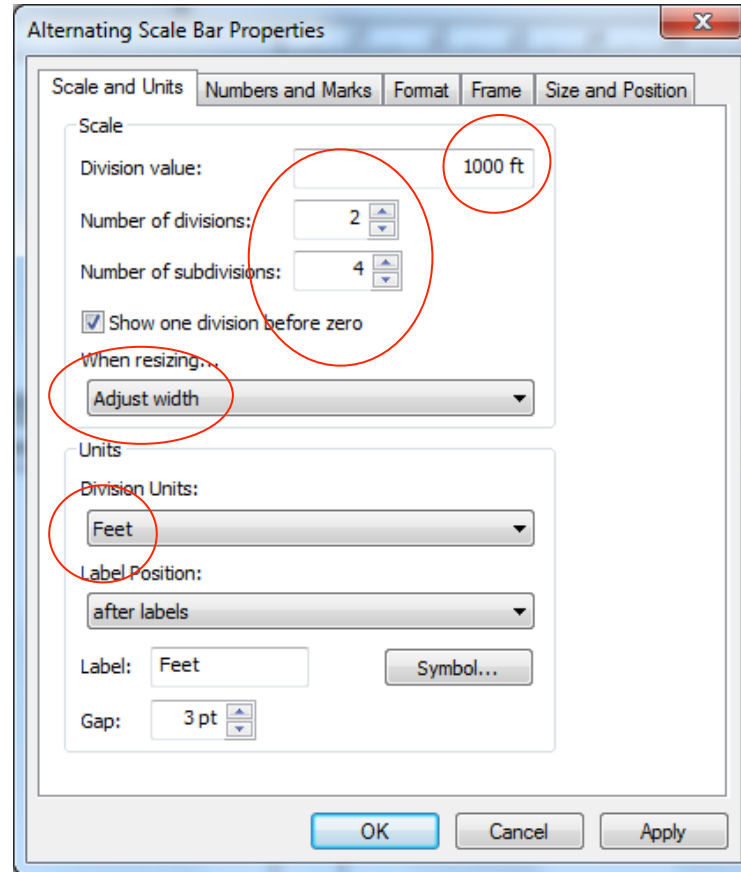 Alternating Scale Bar Properties
x
Scale and Units Numbers and Marks Format Frame Size and Position
Scale
Division value: 1000 ft
Number of divisions: 2
Number of subdivisions: 4
Show one division before zero
When resizing...
Adjust width
Units
Division Units:
Feet
Label Position:
after labels
Label: Feet Symbol...
Gap: 3 pt
OK Cancel Apply